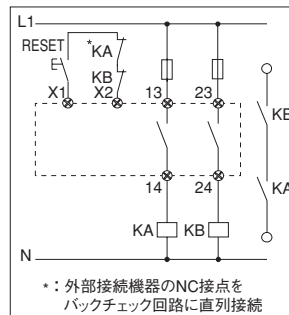 L1
RESET
*
KA
KB
X1
X2
13
23
KB
KA
14
24
KA
KB
N
*：外部接続機器のNC接点を
バックチェック回路に直列接続